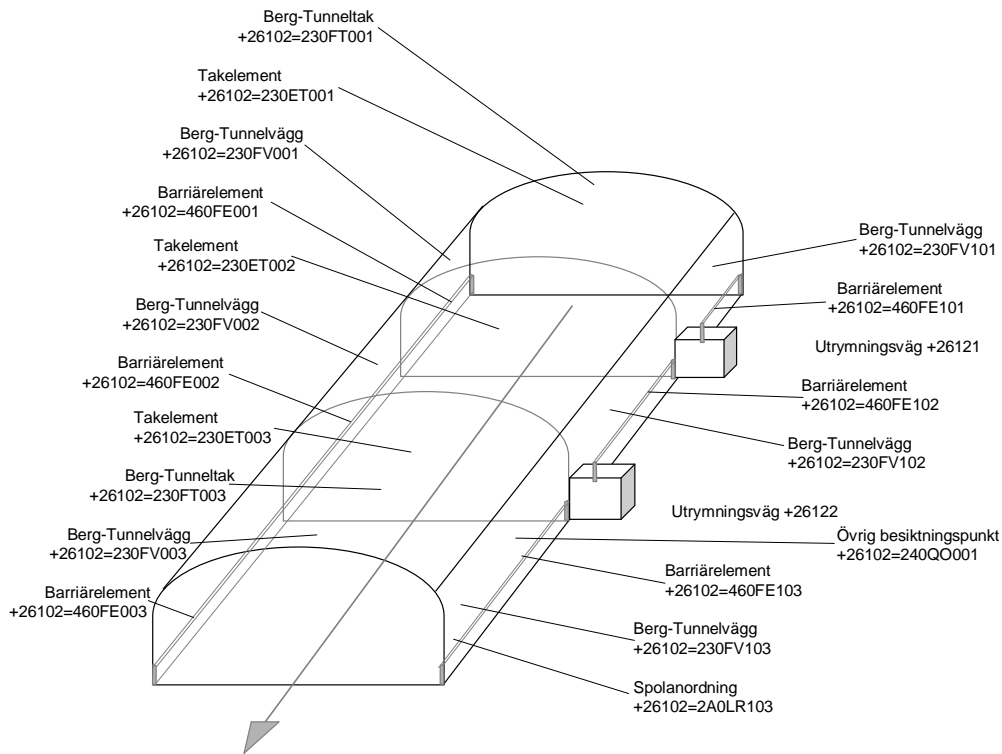 Berg-Tunneltak
+26102=230FT001
Takelement
+26102=230ET001
Berg-Tunnelvägg
+26102=230FV001
Barriärelement
+26102=460FE001
Takelement
+26102=230ET002
Berg-Tunnelvägg
+26102=230FV002
Barriärelement
+26102=460FE002
Takelement
+26102=230ET003
Berg-Tunneltak
+26102=230FT003
Berg-Tunnelvägg
+26102=230FV003
Barriärelement
+26102=460FE003
Berg-Tunnelvägg
+26102=230FV101
Barriärelement
+26102=460FE101
Utrymningsväg +26121
Barriärelement
+26102=460FE102
Berg-Tunnelvägg
+26102=230FV102
Utrymningsväg +26122
Övrig besiktningspunkt
+26102=240QO001
Barriärelement
+26102=460FE103
Berg-Tunnelvägg
+26102=230FV103
Spolanordning
+26102=2A0LR103